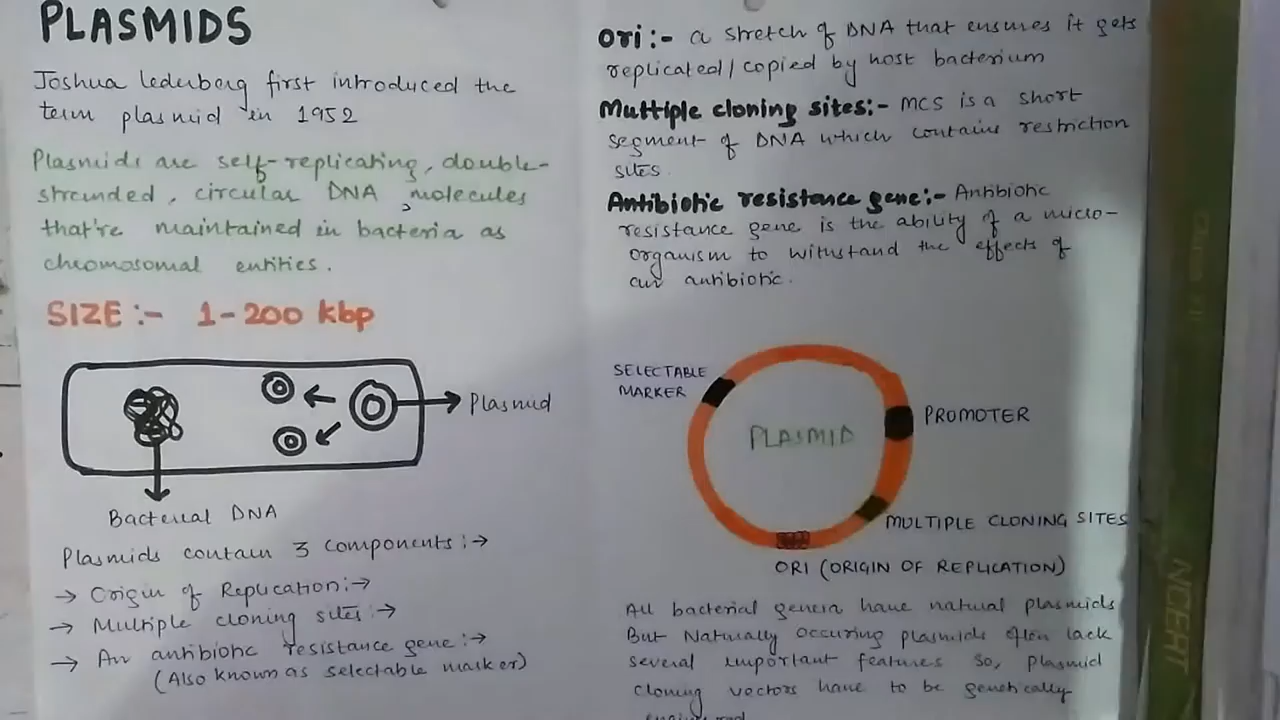 PLASMIDS
Joshua lederberg first introduced the
term plasmid in 1952
Plasmids are self-replicating, double-
stranded, circular DNA molecules
that're maintained in bacteria as
chromosomal entities.
SIZE:- 1-200 kbp
Plasmid
Bacterial DNA
Plasmids contain 3 components:→
→ Origin of Replication:→
→ Multiple cloning sites:→
→ An antibiotic resistance gene:→
(Also known as selectable marker)
Ori:- a stretch of DNA that ensures it gets
replicated/copied by host bacterium
Multiple cloning sites:- MCS is a short
segment of DNA which contains restriction
sites.
Antibiotic resistance gene:- Antibiotic
resistance gene is the ability of a micro-
organism to withstand the effects of
an antibiotic.
SELECTABLE
MARKER
PLASMID
PROMOTER
MULTIPLE CLONING SITES
ORI (ORIGIN OF REPLICATION)
All bacterial genera have natural plasmids
But Naturally occuring plasmids often lack
several important features so, plasmid
cloning vectors have to be genetically
NCERT